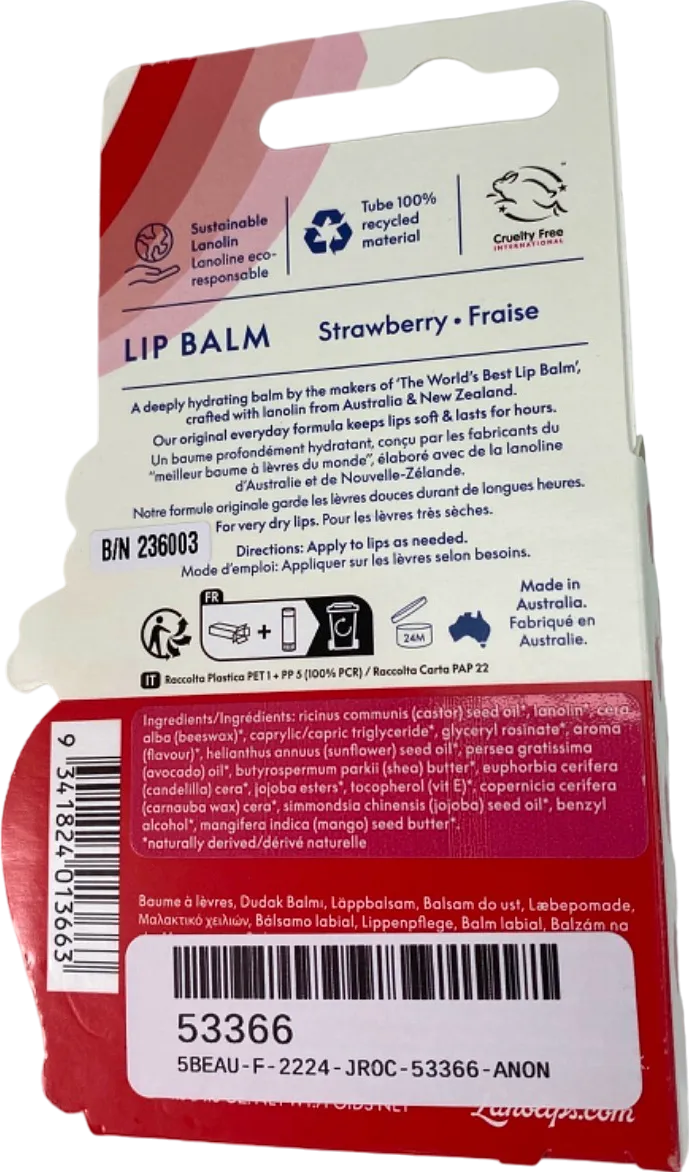 Sustainable
Lanolin
Lanoline eco-
responsable
Tube 100%
recycled
material
Cruelty Free
INTERNATIONAL
LIP BALM
Strawberry • Fraise
A deeply hydrating balm by the makers of ‘The World’s Best Lip Balm’,
crafted with lanolin from Australia & New Zealand.
Our original everyday formula keeps lips soft & lasts for hours.
Un baume profondément hydratant, conçu par les fabricants du
“meilleur baume à lèvres du monde”, élaboré avec de la lanoline
d’Australie et de Nouvelle-Zélande.
Notre formule originale garde les lèvres douces durant de longues heures.
For very dry lips. Pour les lèvres très sèches.
B/N 236003
Directions: Apply to lips as needed.
Mode d’emploi: Appliquer sur les lèvres selon besoins.
FR
+
24M
Made in
Australia.
Fabriqué en
Australie.
IT Raccolta Plastica PET 1 + PP 5 (100% PCR) / Raccolta Carta PAP 22
Ingredients/Ingrédients: ricinus communis (castor) seed oil*, lanolin*, cera
alba (beeswax)*, caprylic/capric triglyceride*, glyceryl rosinate*, aroma
(flavour)*, helianthus annuus (sunflower) seed oil*, persea gratissima
(avocado) oil*, butyrospermum parkii (shea) butter*, euphorbia cerifera
(candelilla) cera*, jojoba esters*, tocopherol (vit E)*, copernicia cerifera
(carnauba wax) cera*, simmondsia chinensis (jojoba) seed oil*, benzyl
alcohol*, mangifera indica (mango) seed butter*.
*naturally derived/dérivé naturelle
9 341824 013663
Baume à lèvres, Dudak Balmı, Läppbalsam, Balsam do ust, Læbepomade,
Μαλακτικό χειλιών, Bálsamo labial, Lippenpflege, Balm labial, Balzám na
53366
5BEAU-F-2224-JROC-53366-ANON
Lanolips.com